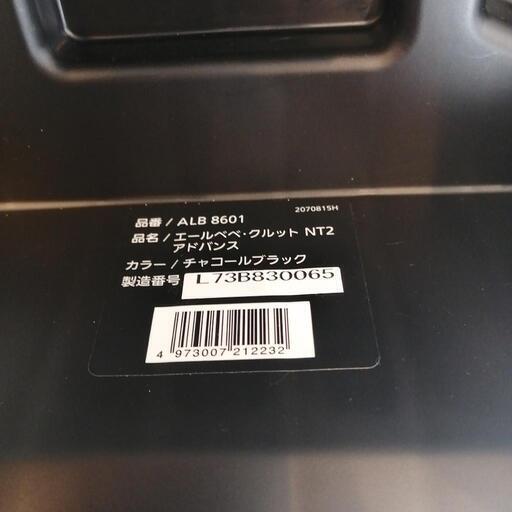 2070815H
品番 / ALB 8601
品名 / エールベベ・クルット NT2
アドバンス
カラー / チャコールブラック
製造番号 L73B830065
4 973007 212232